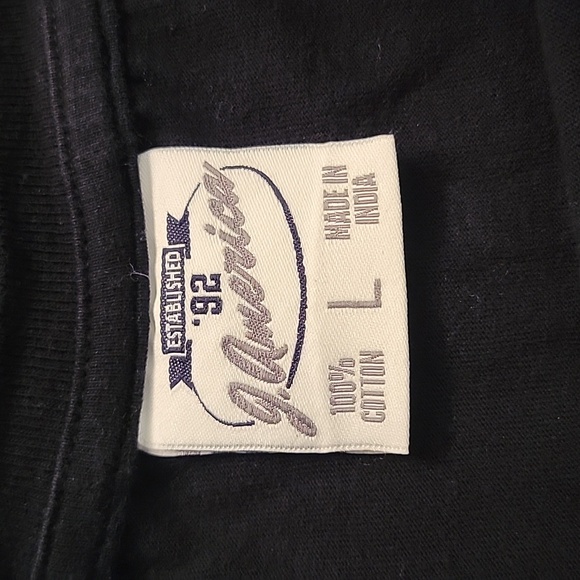 ESTABLISHED
'92
J. America
100% COTTON
L
MADE IN INDIA